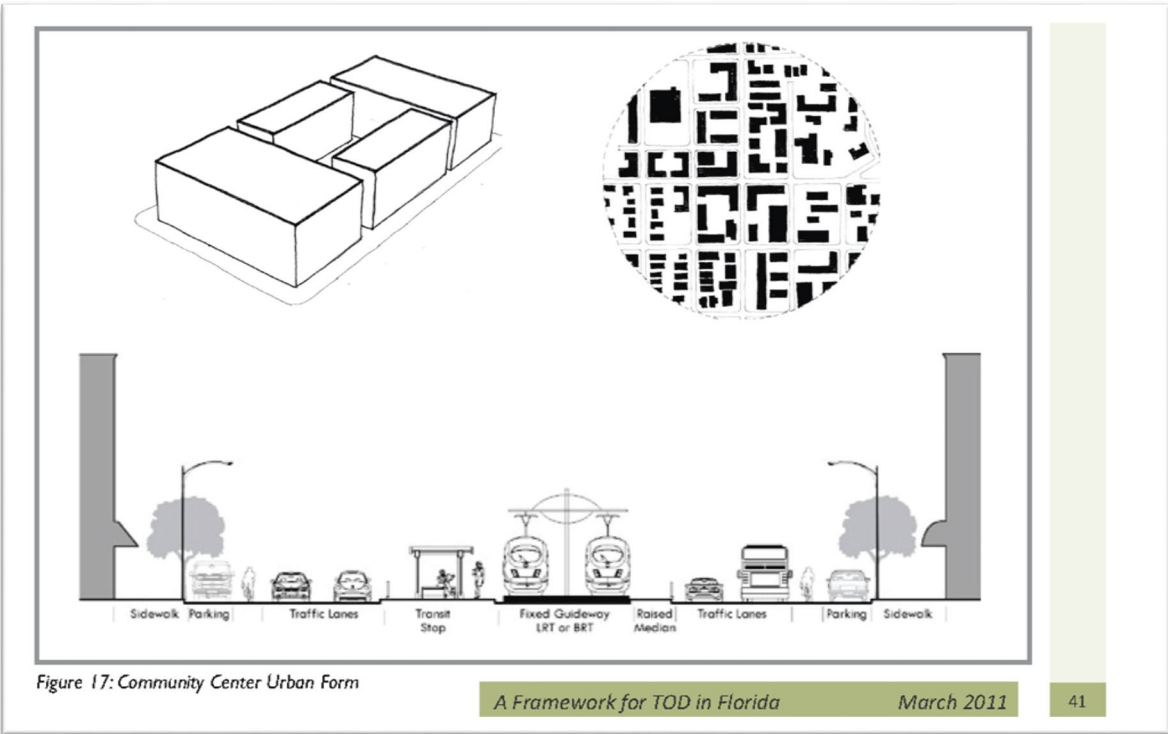 Sidewalk Parking Traffic Lanes Transit Fixed Guideway Raised Traffic Lanes Parking Sidewalk
Stop LRT or BRT Median
Figure 17: Community Center Urban Form
A Framework for TOD in Florida March 2011 41